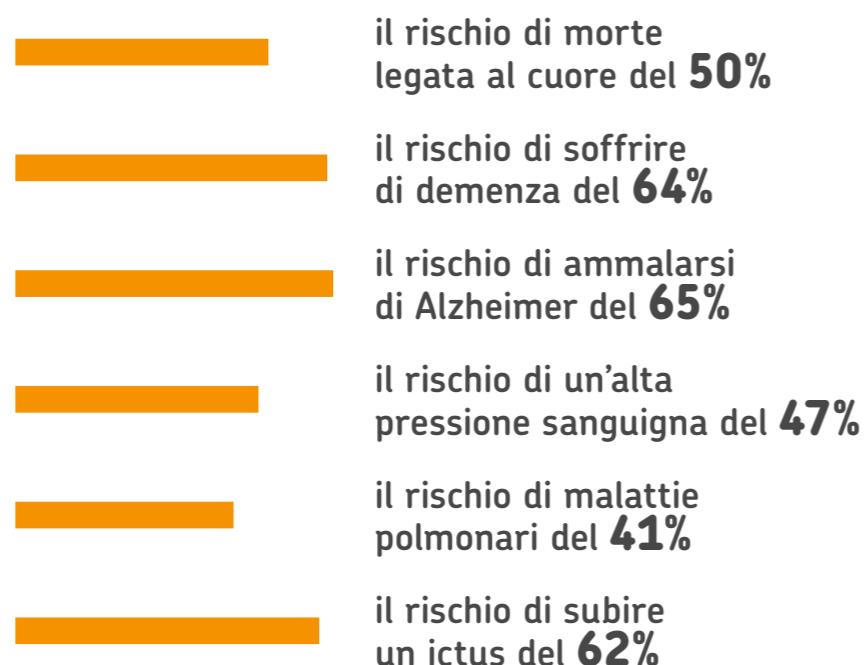 il rischio di morte
legata al cuore del 50%
il rischio di soffrire
di demenza del 64%
il rischio di ammalarsi
di Alzheimer del 65%
il rischio di un’alta
pressione sanguigna del 47%
il rischio di malattie
polmonari del 41%
il rischio di subire
un ictus del 62%